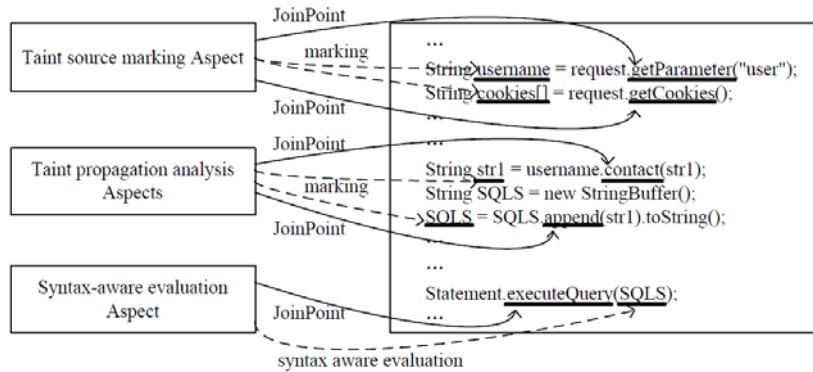 JoinPoint
Taint source marking Aspect
marking
JoinPoint
...
String username = request.getParameter("user");
String cookies[] = request.getCookies();
...
...
JoinPoint
Taint propagation analysis
Aspects
marking
JoinPoint
String str1 = username.contact(str1);
String SQLS = new StringBuffer();
SQLS = SQLS.append(str1).toString();
...
...
Syntax-aware evaluation
Aspect
JoinPoint
Statement.executeQuery(SQLS);
...
syntax aware evaluation